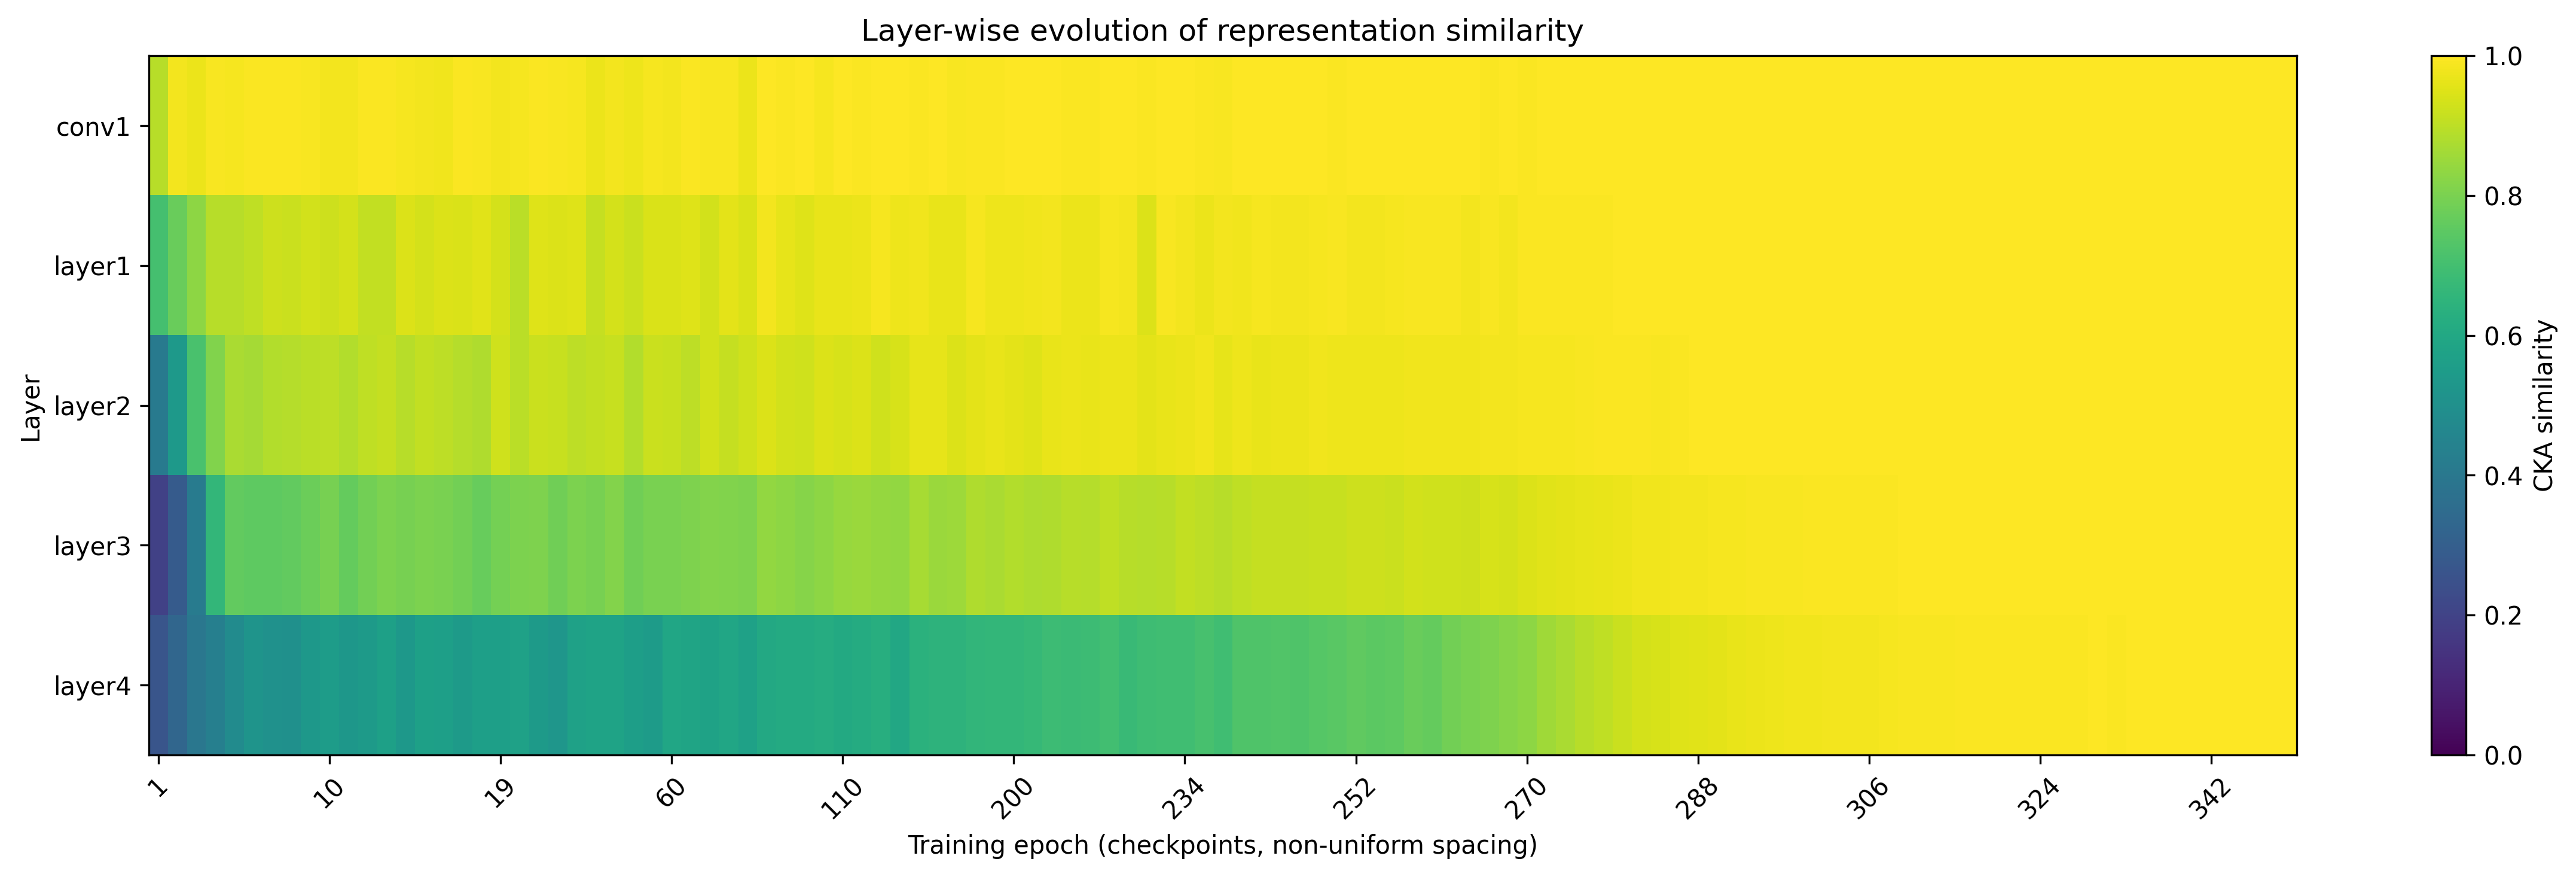 Layer-wise evolution of representation similarity
Layer
conv1
layer1
layer2
layer3
layer4
1
10
19
60
110
200
234
252
270
288
306
324
342
Training epoch (checkpoints, non-uniform spacing)
1.0
0.8
0.6
0.4
0.2
0.0
CKA similarity